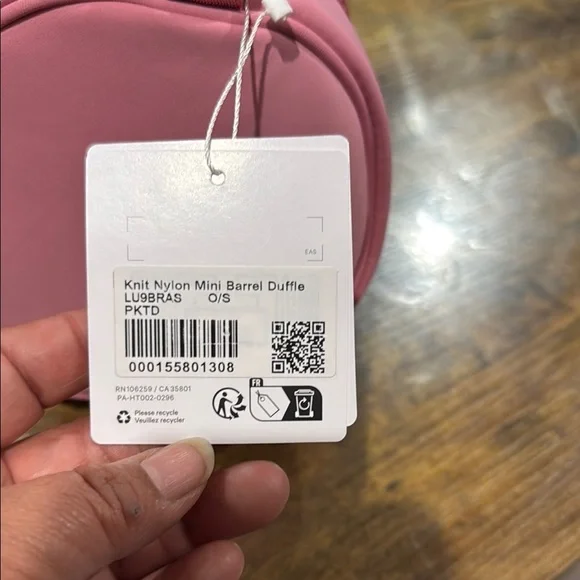 EAS
Knit Nylon Mini Barrel Duffle
LU9BRAS O/S
PKTD
000155801308
RN106259 / CA35801
PA-HT002-0296
Please recycle
Veuillez recycler
FR